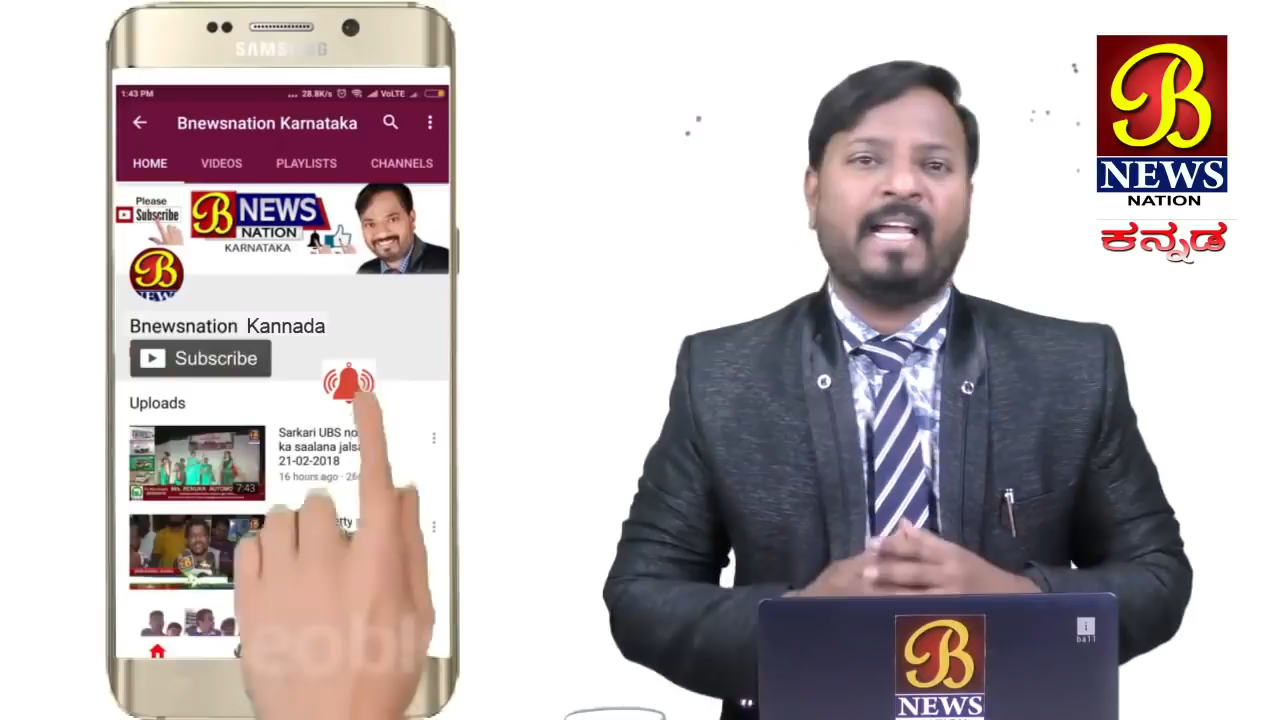 SAMSUNG
1:43 PM
... 28.8K/s VoLTE
Bnewsnation Karnataka
HOME VIDEOS PLAYLISTS CHANNELS
Please
Subscribe
B NEWS
NATION
KARNATAKA
B
NEWS
Bnewsnation Kannada
Subscribe
Uploads
Sarkari UBS
ka saalana jalsa
21-02-2018
16 hours ago
7:43
B
NEWS
NATION
ಕನ್ನಡ
i
ball
B
NEWS